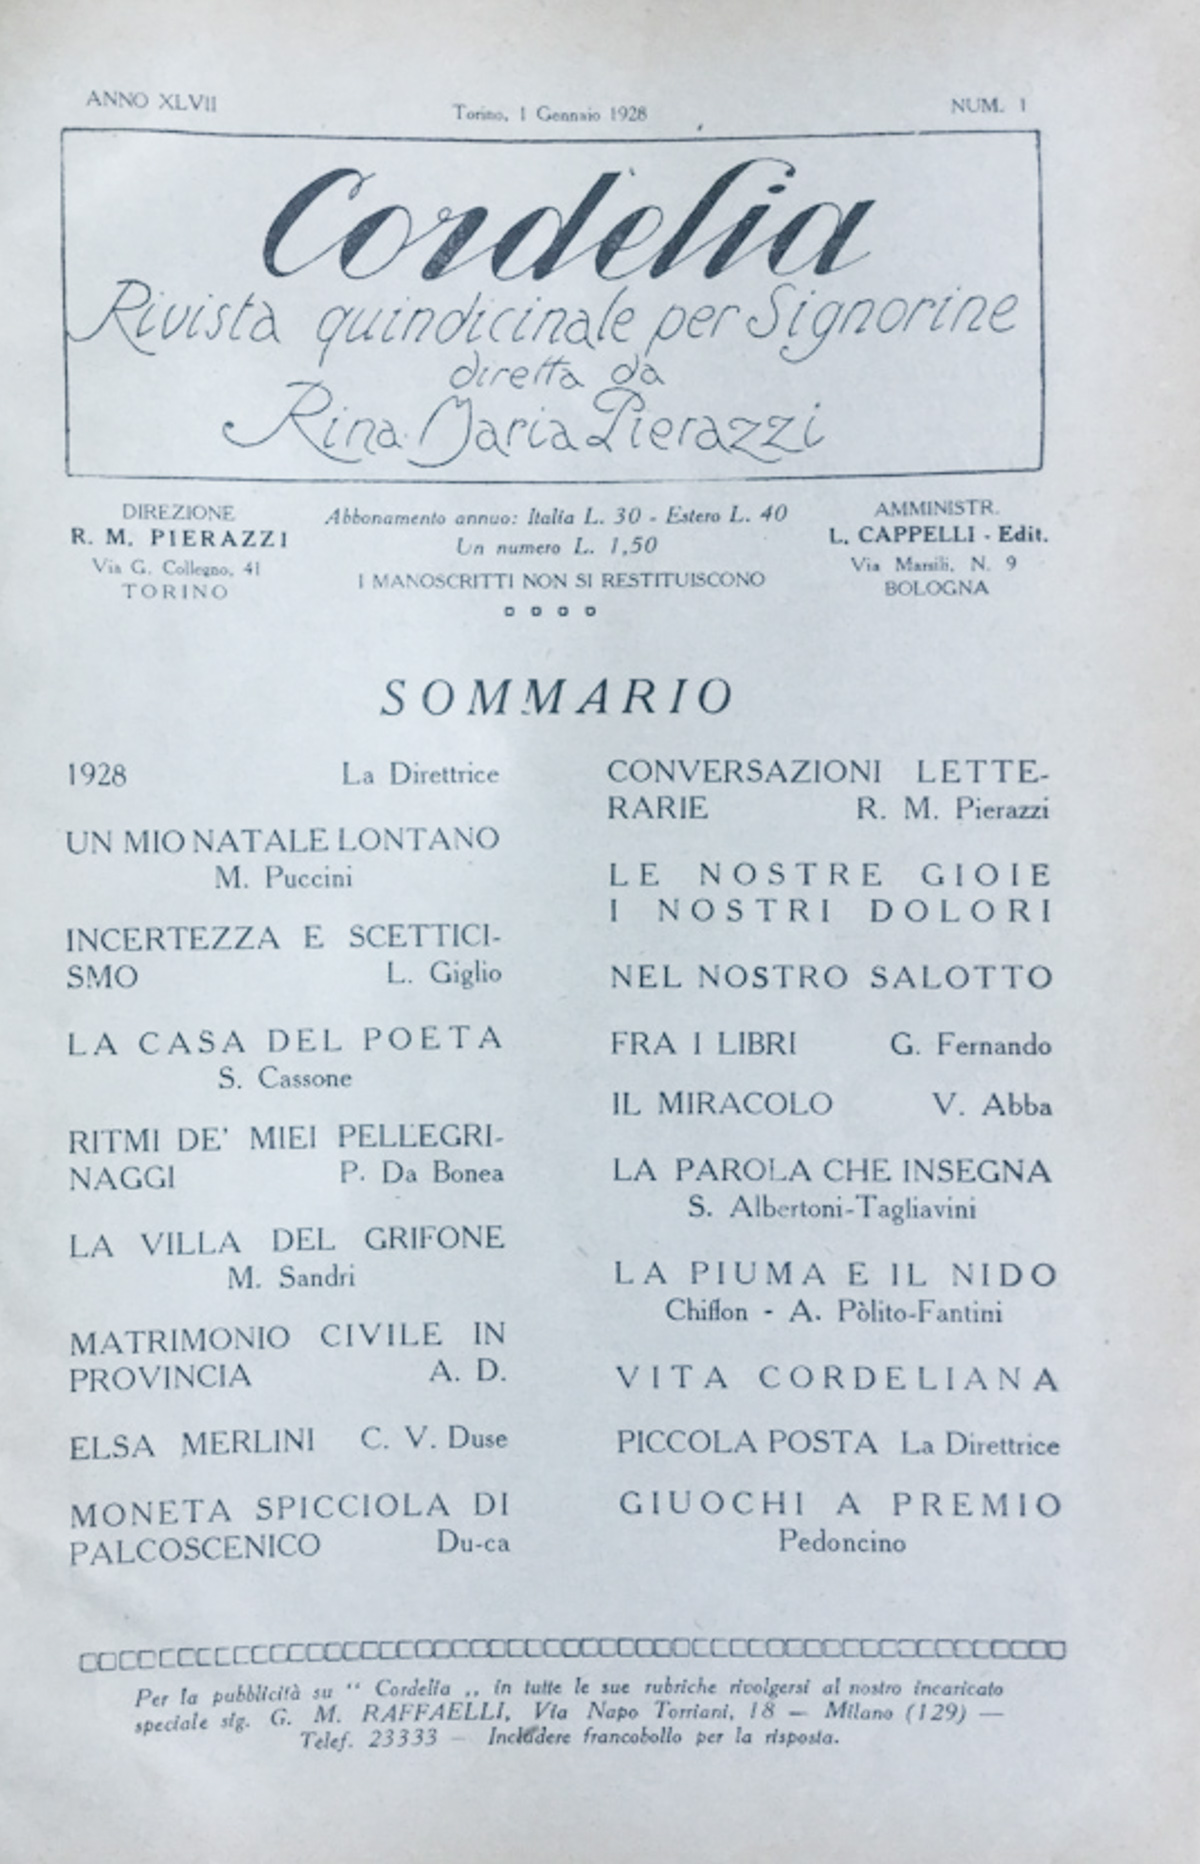 ANNO XLVII
Torino, 1 Gennaio 1928
NUM. 1
Cordelia
Rivista quindicinale per Signorine
diretta da
Rina Maria Pierazzi
DIREZIONE
R. M. PIERAZZI
Via G. Collegno, 41
TORINO
Abbonamento annuo: Italia L. 30 - Estero L. 40
Un numero L. 1,50
I MANOSCRITTI NON SI RESTITUISCONO
AMMINISTR.
L. CAPPELLI - Edit.
Via Marsili, N. 9
BOLOGNA
SOMMARIO
1928 La Direttrice
UN MIO NATALE LONTANO
M. Puccini
INCERTEZZA E SCETTICI-
SMO L. Giglio
LA CASA DEL POETA
S. Cassone
RITMI DE' MIEI PELLEGRI-
NAGGI P. Da Bonea
LA VILLA DEL GRIFONE
M. Sandri
MATRIMONIO CIVILE IN
PROVINCIA A. D.
ELSA MERLINI C. V. Duse
MONETA SPICCIOLA DI
PALCOSCENICO Du-ca
CONVERSAZIONI LETTE-
RARIE R. M. Pierazzi
LE NOSTRE GIOIE
I NOSTRI DOLORI
NEL NOSTRO SALOTTO
FRA I LIBRI G. Fernando
IL MIRACOLO V. Abba
LA PAROLA CHE INSEGNA
S. Albertoni-Tagliavini
LA PIUMA E IL NIDO
Chiffon - A. Pòlito-Fantini
VITA CORDELIANA
PICCOLA POSTA La Direttrice
GIUOCHI A PREMIO
Pedoncino
Per la pubblicità su " Cordelia ,, in tutte le sue rubriche rivolgersi al nostro incaricato
speciale sig. G. M. RAFFAELLI, Via Napo Torriani, 18 — Milano (129) —
Telef. 23333 — Includere francobollo per la risposta.